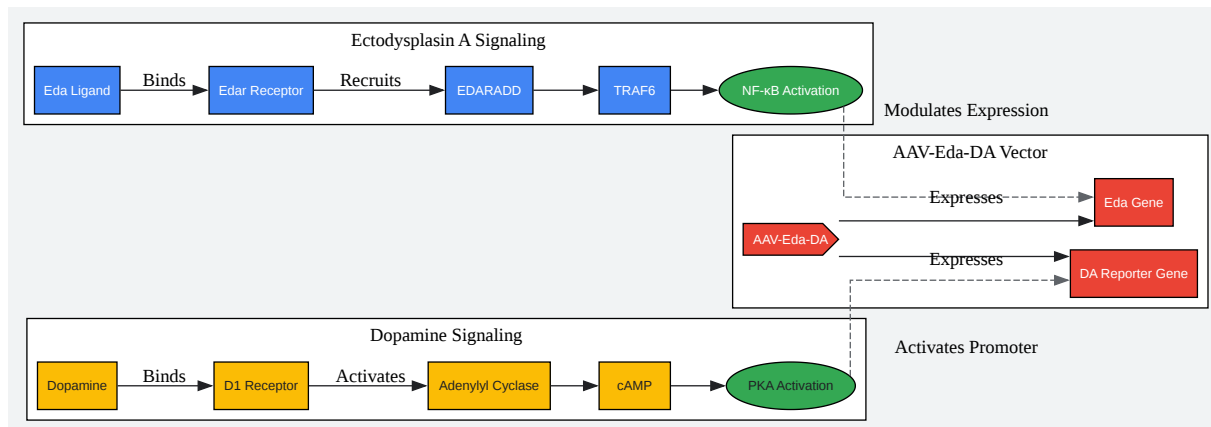 Ectodysplasin A Signaling
Eda Ligand
Binds
Edar Receptor
Recruits
EDARADD
TRAF6
NF-κB Activation
Modulates Expression
AAV-Eda-DA Vector
AAV-Eda-DA
Expresses
Eda Gene
Expresses
DA Reporter Gene
Dopamine Signaling
Dopamine
Binds
D1 Receptor
Activates
Adenylyl Cyclase
cAMP
PKA Activation
Activates Promoter